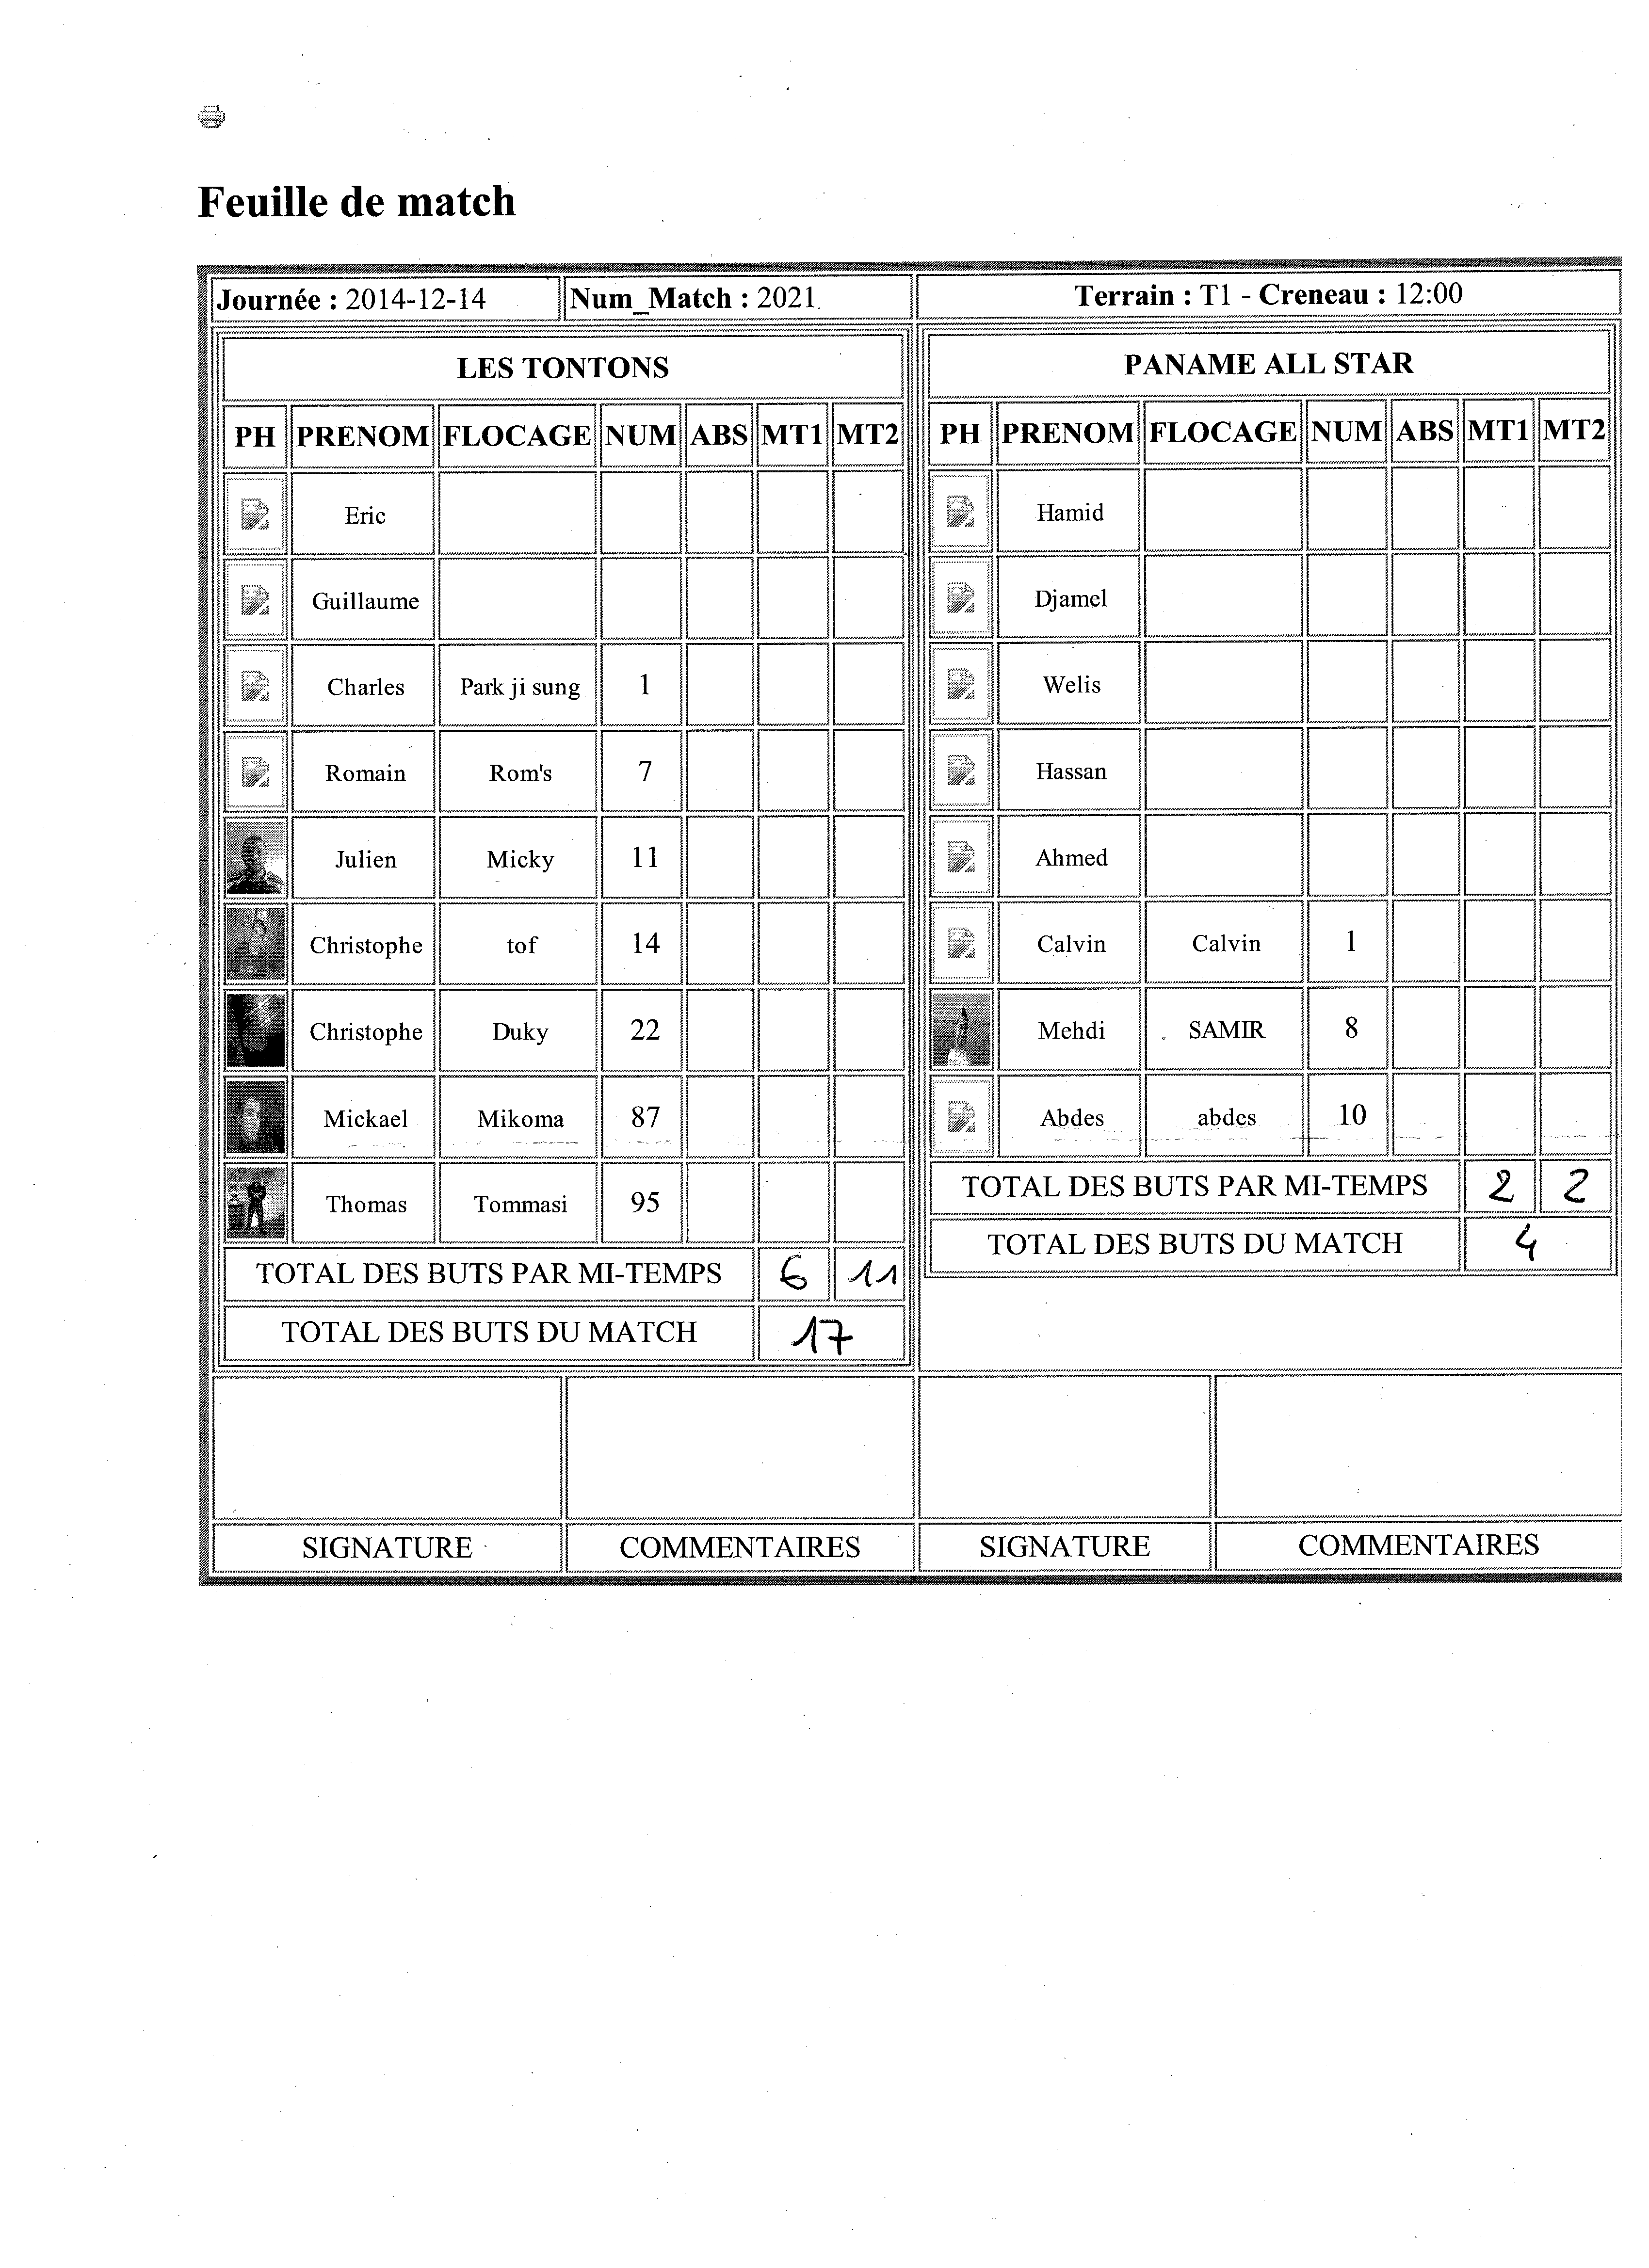 Feuille de match
Journée : 2014-12-14 Num_Match : 2021 Terrain : T1 - Creneau : 12:00
LES TONTONS
PH PRENOM FLOCAGE NUM ABS MT1 MT2
Eric
Guillaume
Charles Park ji sung 1
Romain Rom's 7
Julien Micky 11
Christophe tof 14
Christophe Duky 22
Mickael Mikoma 87
Thomas Tommasi 95
TOTAL DES BUTS PAR MI-TEMPS 6 11
TOTAL DES BUTS DU MATCH 17
PANAME ALL STAR
PH PRENOM FLOCAGE NUM ABS MT1 MT2
Hamid
Djamel
Welis
Hassan
Ahmed
Calvin Calvin 1
Mehdi SAMIR 8
Abdes abdes 10
TOTAL DES BUTS PAR MI-TEMPS 2 2
TOTAL DES BUTS DU MATCH 4
SIGNATURE COMMENTAIRES SIGNATURE COMMENTAIRES